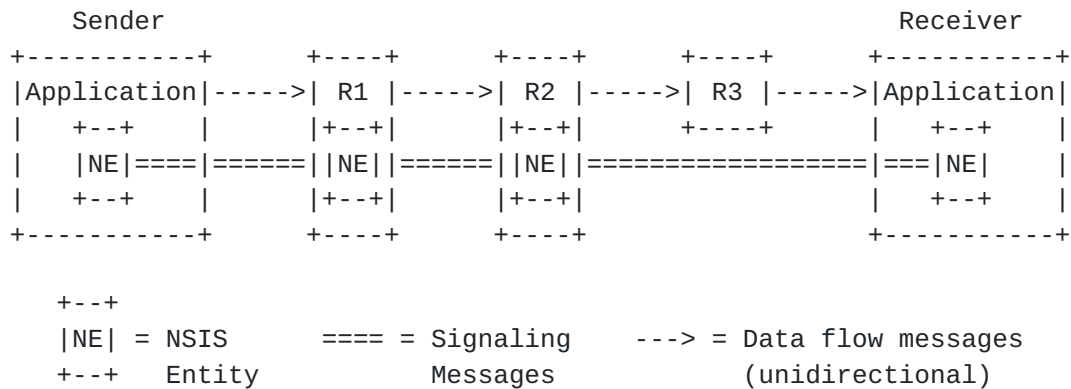 Sender                                               Receiver
+-----------+      +----+      +----+      +----+      +-----------+
|Application|----->| R1 |----->| R2 |----->| R3 |----->|Application|
|   +--+    |      |+--+|      |+--+|      +----+      |   +--+    |
|   |NE|====|======||NE||======||NE||==================|===|NE|    |
|   +--+    |      |+--+|      |+--+|                  |   +--+    |
+-----------+      +----+      +----+                  +-----------+
   +--+
   |NE| = NSIS      ==== = Signaling    ---> = Data flow messages
   +--+   Entity           Messages            (unidirectional)